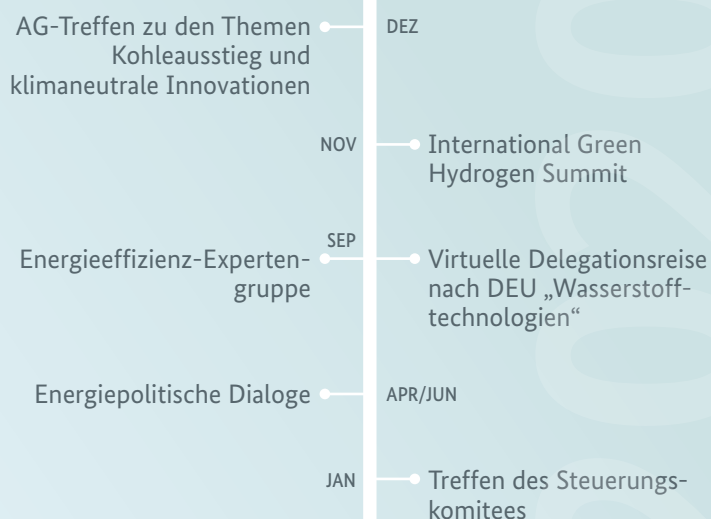 AG-Treffen zu den Themen
Kohleausstieg und
klimaneutrale Innovationen
DEZ
NOV
International Green
Hydrogen Summit
SEP
Energieeffizienz-Experten-
gruppe
Virtuelle Delegationsreise
nach DEU „Wasserstoff-
technologien“
Energiepolitische Dialoge
APR/JUN
JAN
Treffen des Steuerungs-
komitees